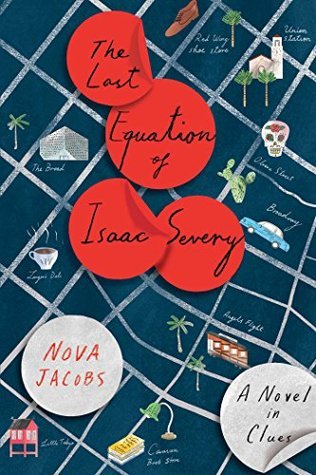 The
Last
Equation
of
Isaac Severy
NOVA
JACOBS
A Novel
in
Clues
Red Wing
shoe store
Union
Station
The Broad
Olvera Street
Broadway
Langer's Deli
Angels Flight
Little Tokyo
Caravan
Book Store